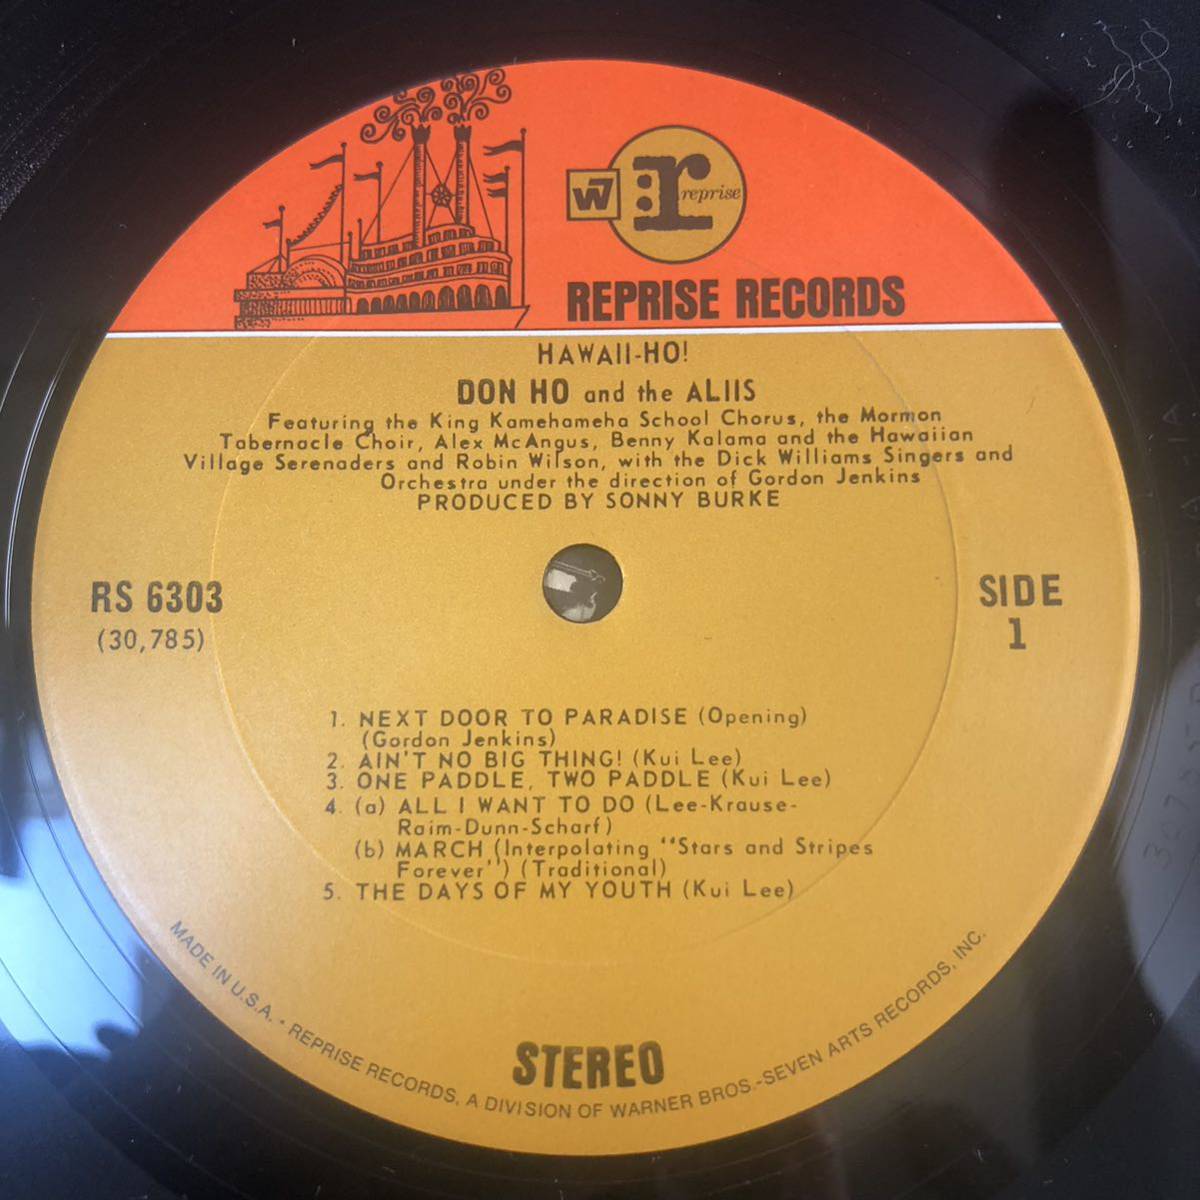 W7
r reprise
REPRISE RECORDS
HAWAII-HO!
DON HO and the ALIIS
Featuring the King Kamehameha School Chorus, the Mormon
Tabernacle Choir, Alex McAngus, Benny Kalama and the Hawaiian
Village Serenaders and Robin Wilson, with the Dick Williams Singers and
Orchestra under the direction of Gordon Jenkins
PRODUCED BY SONNY BURKE
RS 6303
(30,785)
SIDE
1
1. NEXT DOOR TO PARADISE (Opening)
(Gordon Jenkins)
2. AIN'T NO BIG THING! (Kui Lee)
3. ONE PADDLE, TWO PADDLE (Kui Lee)
4. (a) ALL I WANT TO DO (Lee-Krause-
Raim-Dunn-Scharf)
(b) MARCH (Interpolating "Stars and Stripes
Forever") (Traditional)
5. THE DAYS OF MY YOUTH (Kui Lee)
STEREO
MADE IN U.S.A. • REPRISE RECORDS, A DIVISION OF WARNER BROS.-SEVEN ARTS RECORDS, INC.